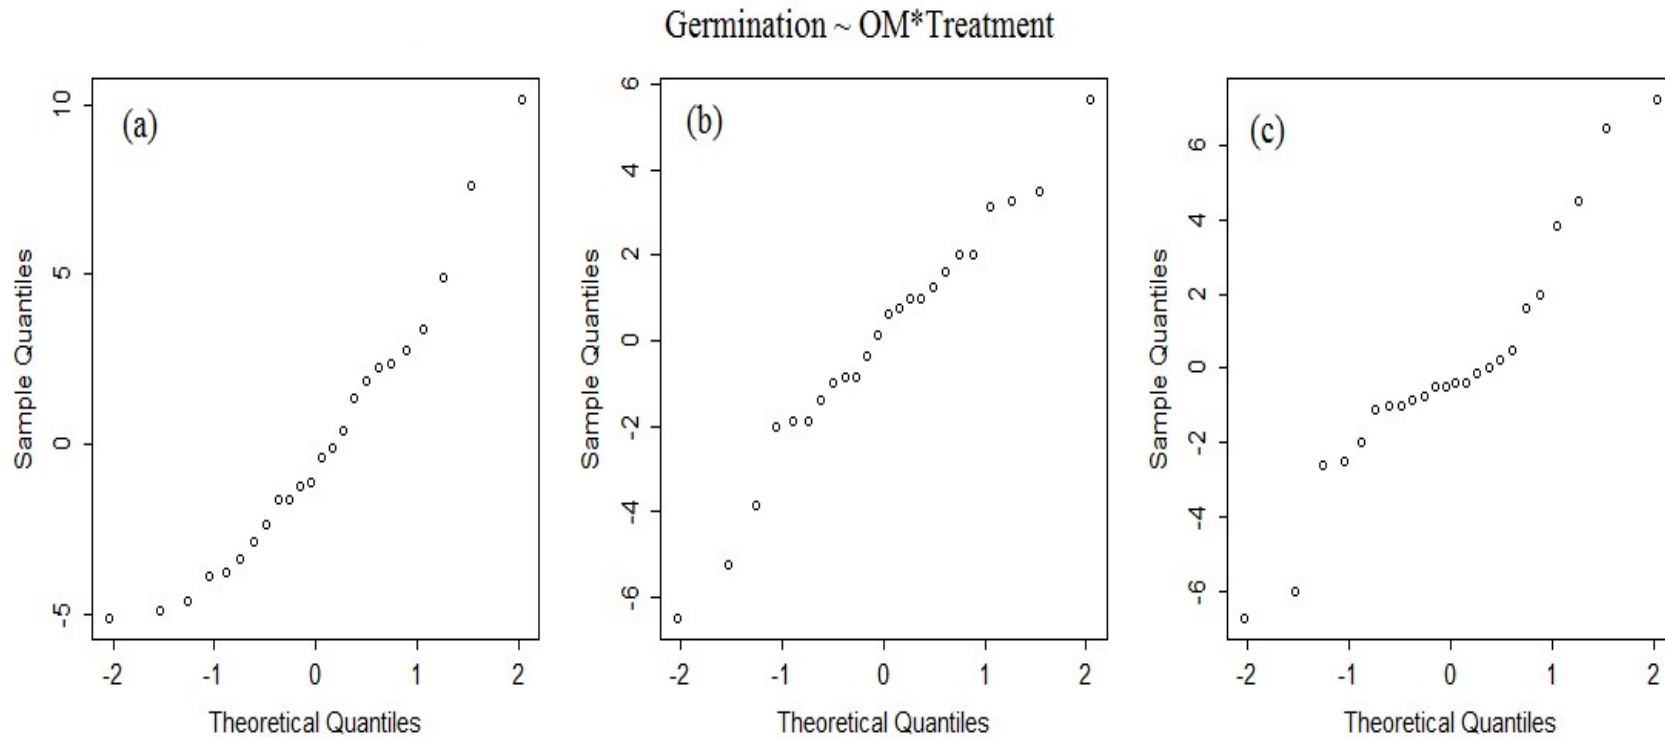 Germination ~ OM*Treatment
(a)
10
5
0
-5
-2 -1 0 1 2
Sample Quantiles
Theoretical Quantiles
(b)
6
4
2
0
-2
-4
-6
-2 -1 0 1 2
Sample Quantiles
Theoretical Quantiles
(c)
6
4
2
0
-2
-4
-6
-2 -1 0 1 2
Sample Quantiles
Theoretical Quantiles